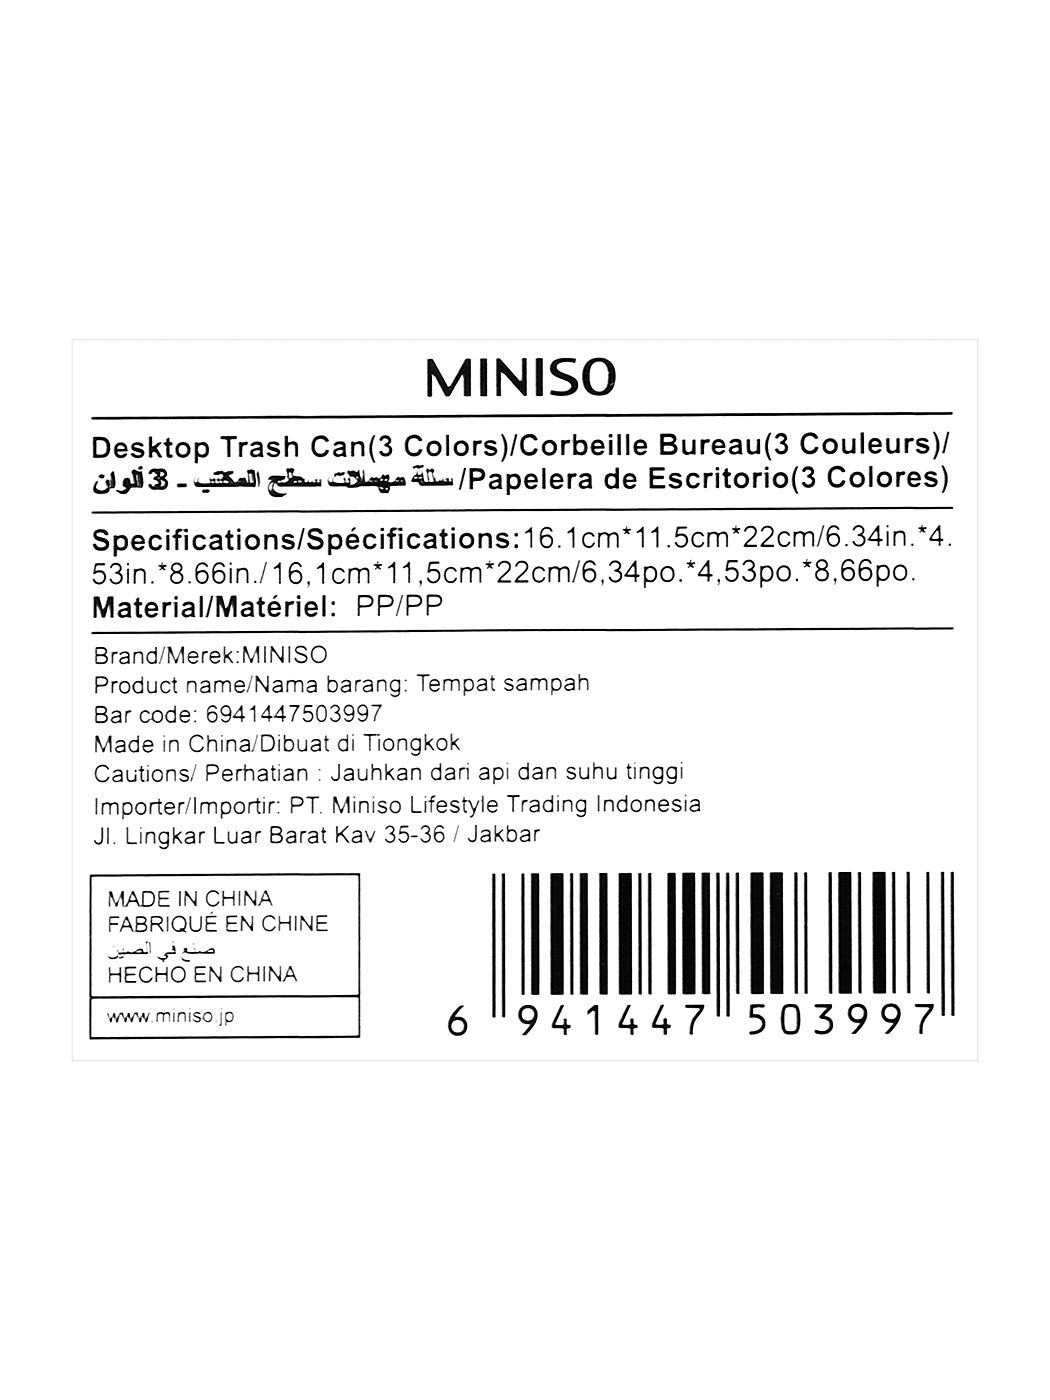 MINISO
Desktop Trash Can(3 Colors)/Corbeille Bureau(3 Couleurs)/
سلة مهملات سطح المكتب - 3 ألوان/Papelera de Escritorio(3 Colores)
Specifications/Spécifications:16.1cm*11.5cm*22cm/6.34in.*4.
53in.*8.66in./16,1cm*11,5cm*22cm/6,34po.*4,53po.*8,66po.
Material/Matériel: PP/PP
Brand/Merek:MINISO
Product name/Nama barang: Tempat sampah
Bar code: 6941447503997
Made in China/Dibuat di Tiongkok
Cautions/ Perhatian : Jauhkan dari api dan suhu tinggi
Importer/Importir: PT. Miniso Lifestyle Trading Indonesia
Jl. Lingkar Luar Barat Kav 35-36 / Jakbar
MADE IN CHINA
FABRIQUÉ EN CHINE
صنع في الصين
HECHO EN CHINA
www.miniso.jp
6 941447 503997